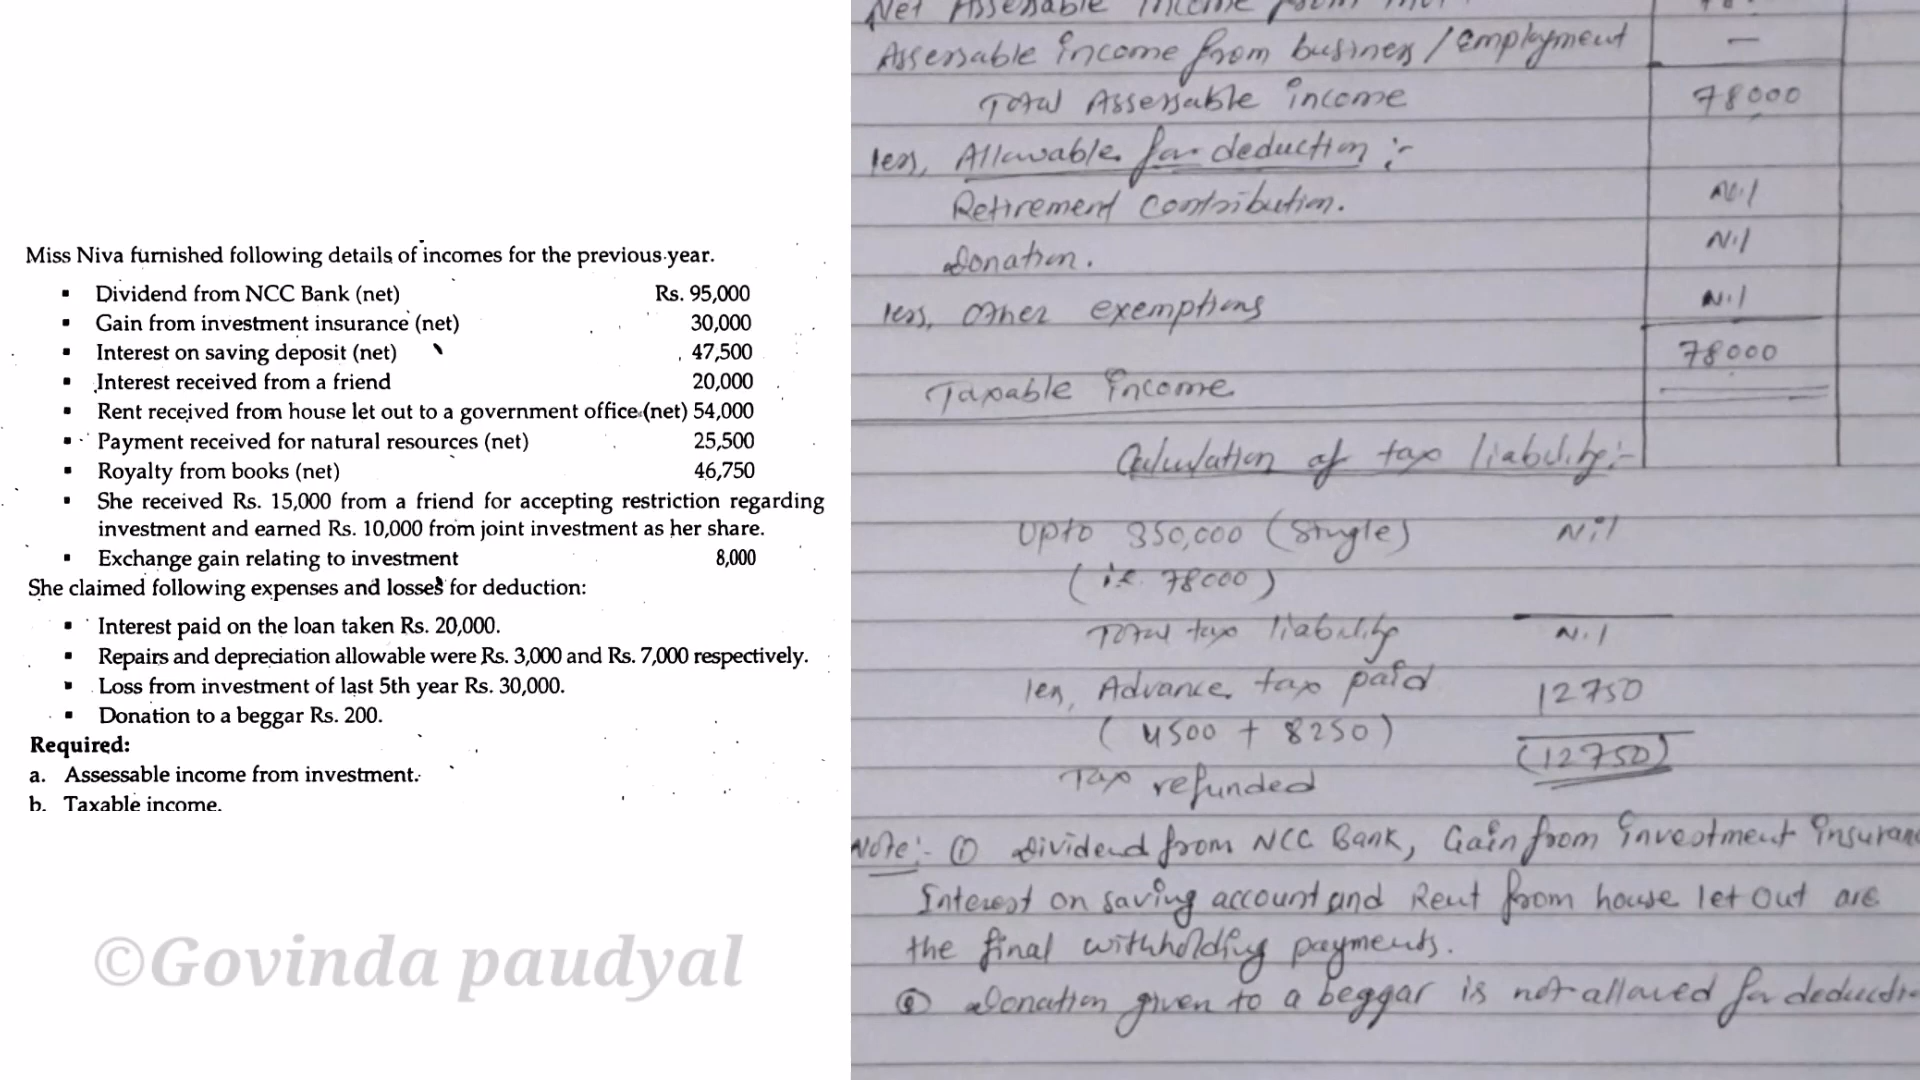 Miss Niva furnished following details of incomes for the previous year.
▪ Dividend from NCC Bank (net) Rs. 95,000
▪ Gain from investment insurance (net) 30,000
▪ Interest on saving deposit (net) 47,500
▪ Interest received from a friend 20,000
▪ Rent received from house let out to a government office (net) 54,000
▪ Payment received for natural resources (net) 25,500
▪ Royalty from books (net) 46,750
▪ She received Rs. 15,000 from a friend for accepting restriction regarding
investment and earned Rs. 10,000 from joint investment as her share.
▪ Exchange gain relating to investment 8,000
She claimed following expenses and losses for deduction:
▪ Interest paid on the loan taken Rs. 20,000.
▪ Repairs and depreciation allowable were Rs. 3,000 and Rs. 7,000 respectively.
▪ Loss from investment of last 5th year Rs. 30,000.
▪ Donation to a beggar Rs. 200.
Required:
a. Assessable income from investment.
b. Taxable income.
©Govinda paudyal
Net Assessable Income from
Assessable income from business / Employment —
Total Assessable income 78000
less, Allowable for deduction :-
Retirement contribution. Nil
Donation. Nil
less, other exemptions Nil
78000
Taxable income
Calculation of tax liability:-
Upto 350,000 (Single) Nil
(i.e. 78000)
Total tax liability Nil
less, Advance tax paid 12750
(4500 + 8250)
(12750)
Tax refunded
Note:- ① Dividend from NCC Bank, Gain from investment insuran
Interest on saving account and Rent from house let out are
the final withholding payments.
② Donation given to a beggar is not allowed for deducti